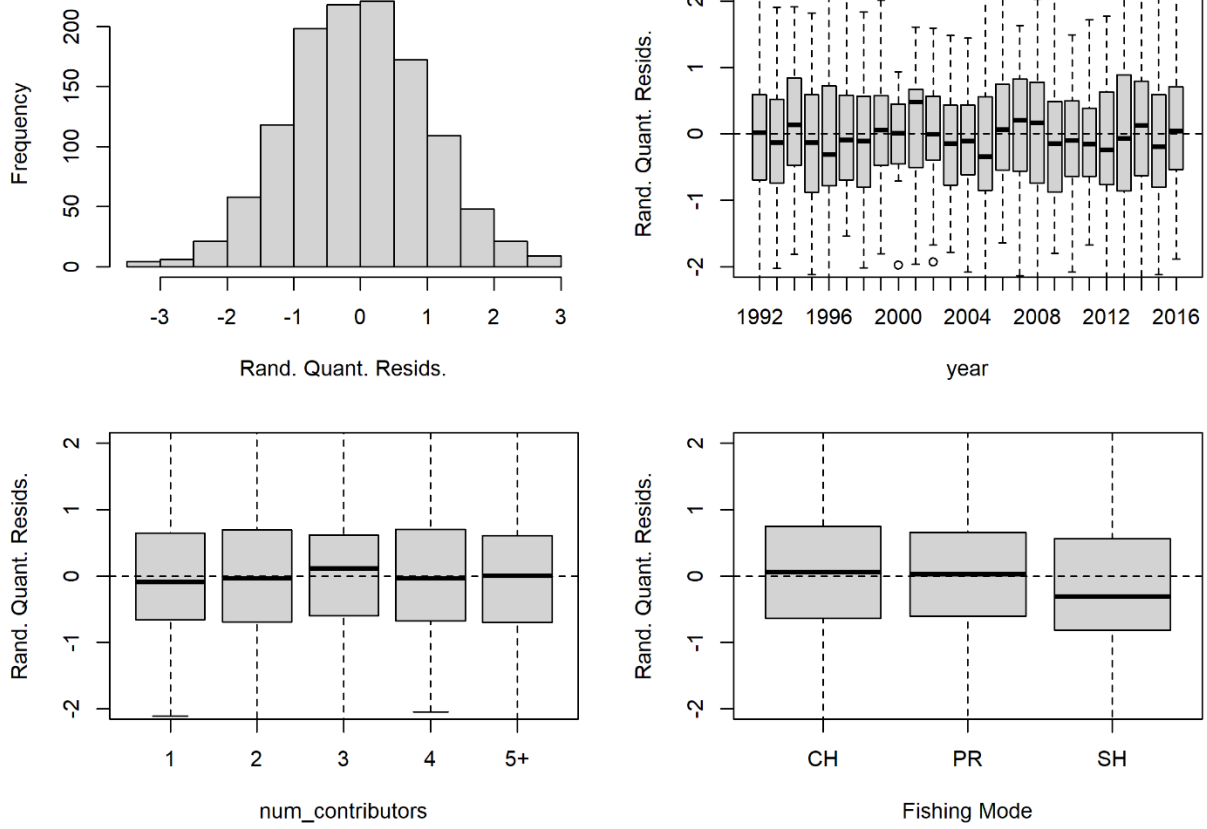 Frequency
0 50 100 150 200
-3 -2 -1 0 1 2 3
Rand. Quant. Resids.
Rand. Quant. Resids.
-2 -1 0 1 2
1992 1996 2000 2004 2008 2012 2016
year
Rand. Quant. Resids.
-2 -1 0 1 2
1 2 3 4 5+
num_contributors
Rand. Quant. Resids.
-2 -1 0 1 2
CH PR SH
Fishing Mode